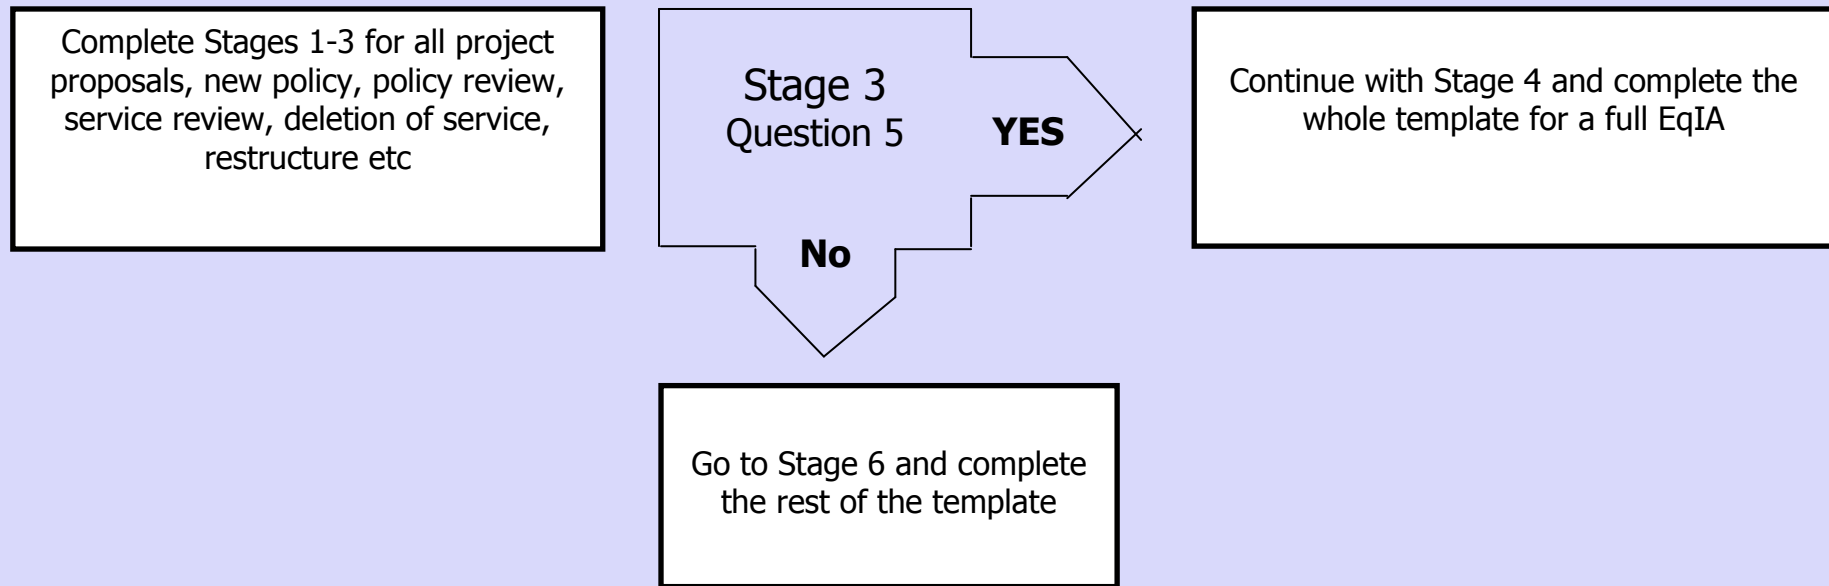 Complete Stages 1-3 for all project
proposals, new policy, policy review,
service review, deletion of service,
restructure etc
Stage 3
Question 5
YES
No
Continue with Stage 4 and complete the
whole template for a full EqIA
Go to Stage 6 and complete
the rest of the template